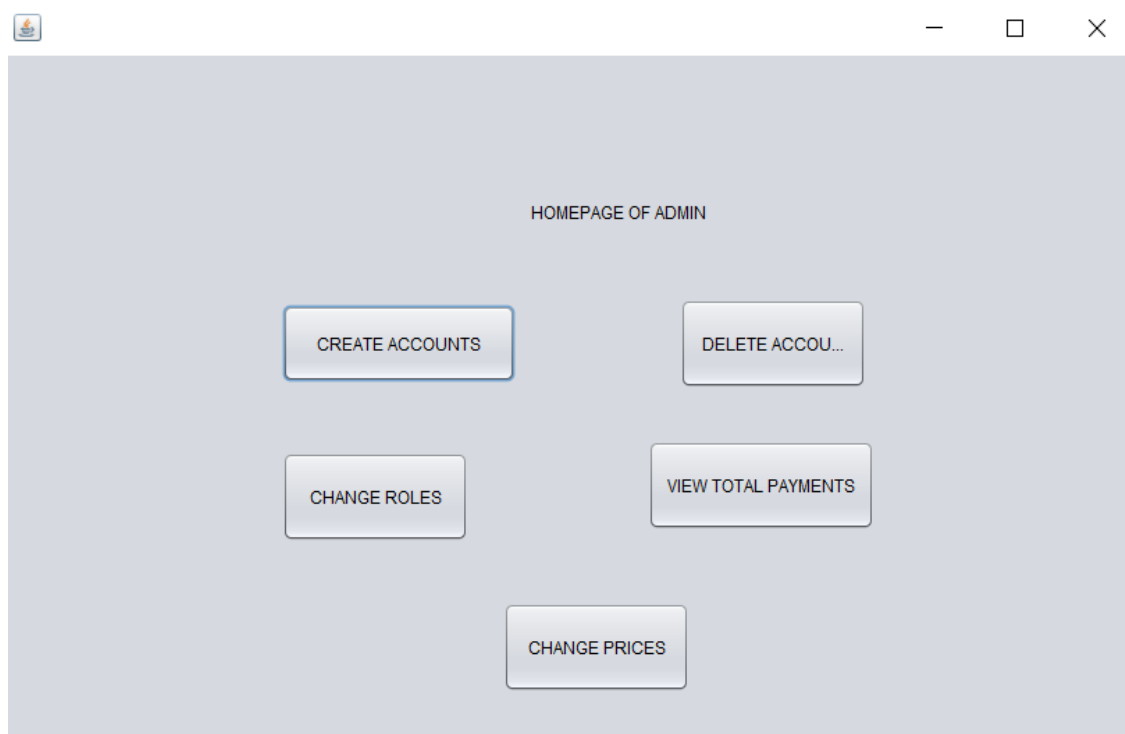 HOMEPAGE OF ADMIN
CREATE ACCOUNTS
DELETE ACCOU...
CHANGE ROLES
VIEW TOTAL PAYMENTS
CHANGE PRICES